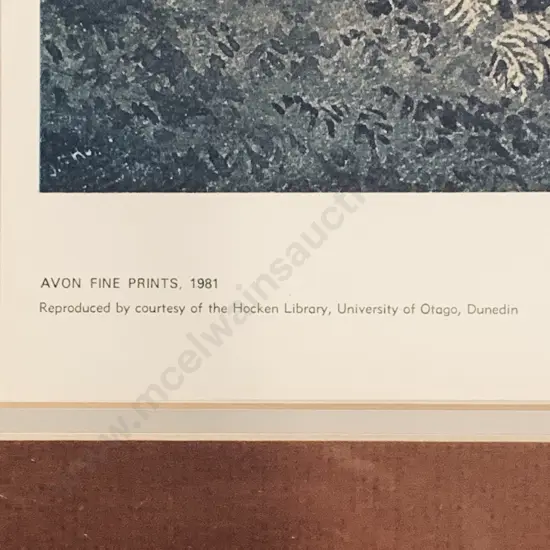 AVON FINE PRINTS, 1981
Reproduced by courtesy of the Hocken Library, University of Otago, Dunedin